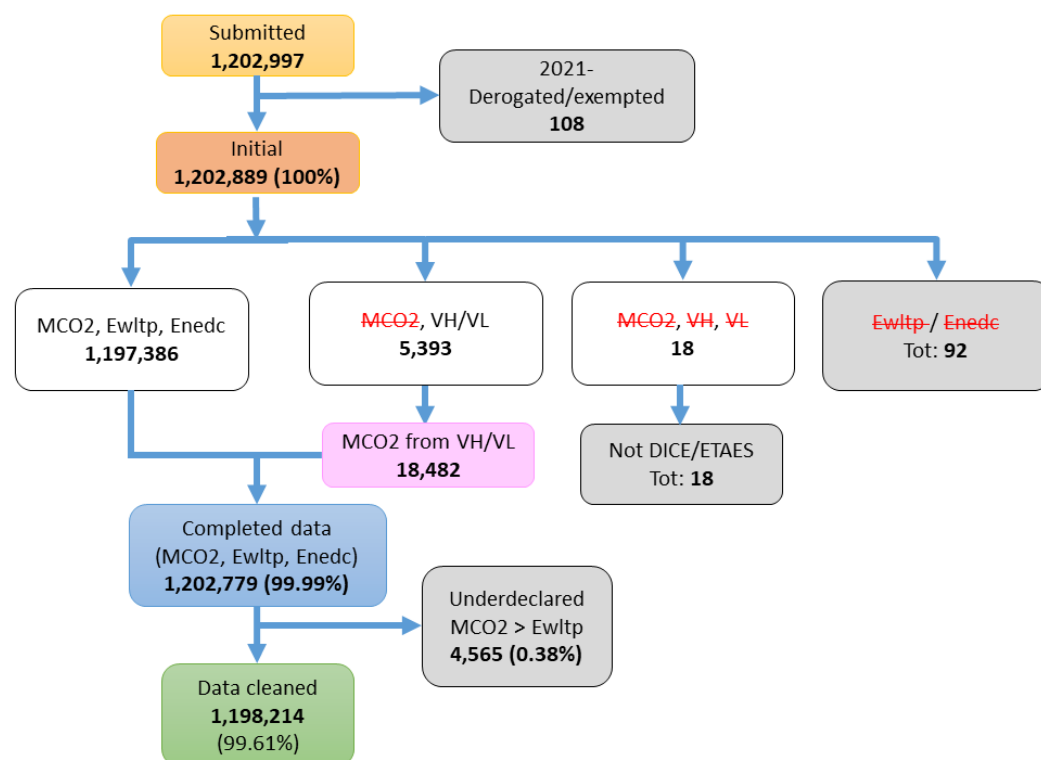 Submitted
1,202,997
2021-
Derogated/exempted
108
Initial
1,202,889 (100%)
MCO2, Ewltp, Enedc
1,197,386
MCO2, VH/VL
5,393
MCO2, VH, VL
18
Ewltp / Enedc
Tot: 92
MCO2 from VH/VL
18,482
Not DICE/ETAES
Tot: 18
Completed data
(MCO2, Ewltp, Enedc)
1,202,779 (99.99%)
Underdeclared
MCO2 > Ewltp
4,565 (0.38%)
Data cleaned
1,198,214
(99.61%)